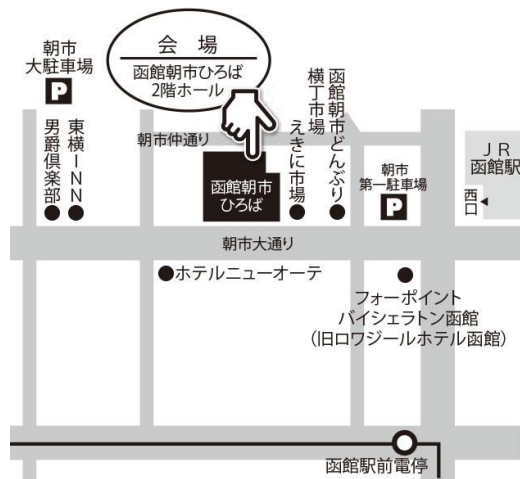 会 場
函館朝市ひろば
2階ホール
朝市
大駐車場
P
男爵倶楽部
東横INN
朝市仲通り
函館朝市
ひろば
えきに市場
函館朝市どんぶり
横丁市場
朝市
第一駐車場
P
JR
函館駅
西口
朝市大通り
ホテルニューオーテ
フォーポイント
バイシェラトン函館
(旧ロワジールホテル函館)
函館駅前電停